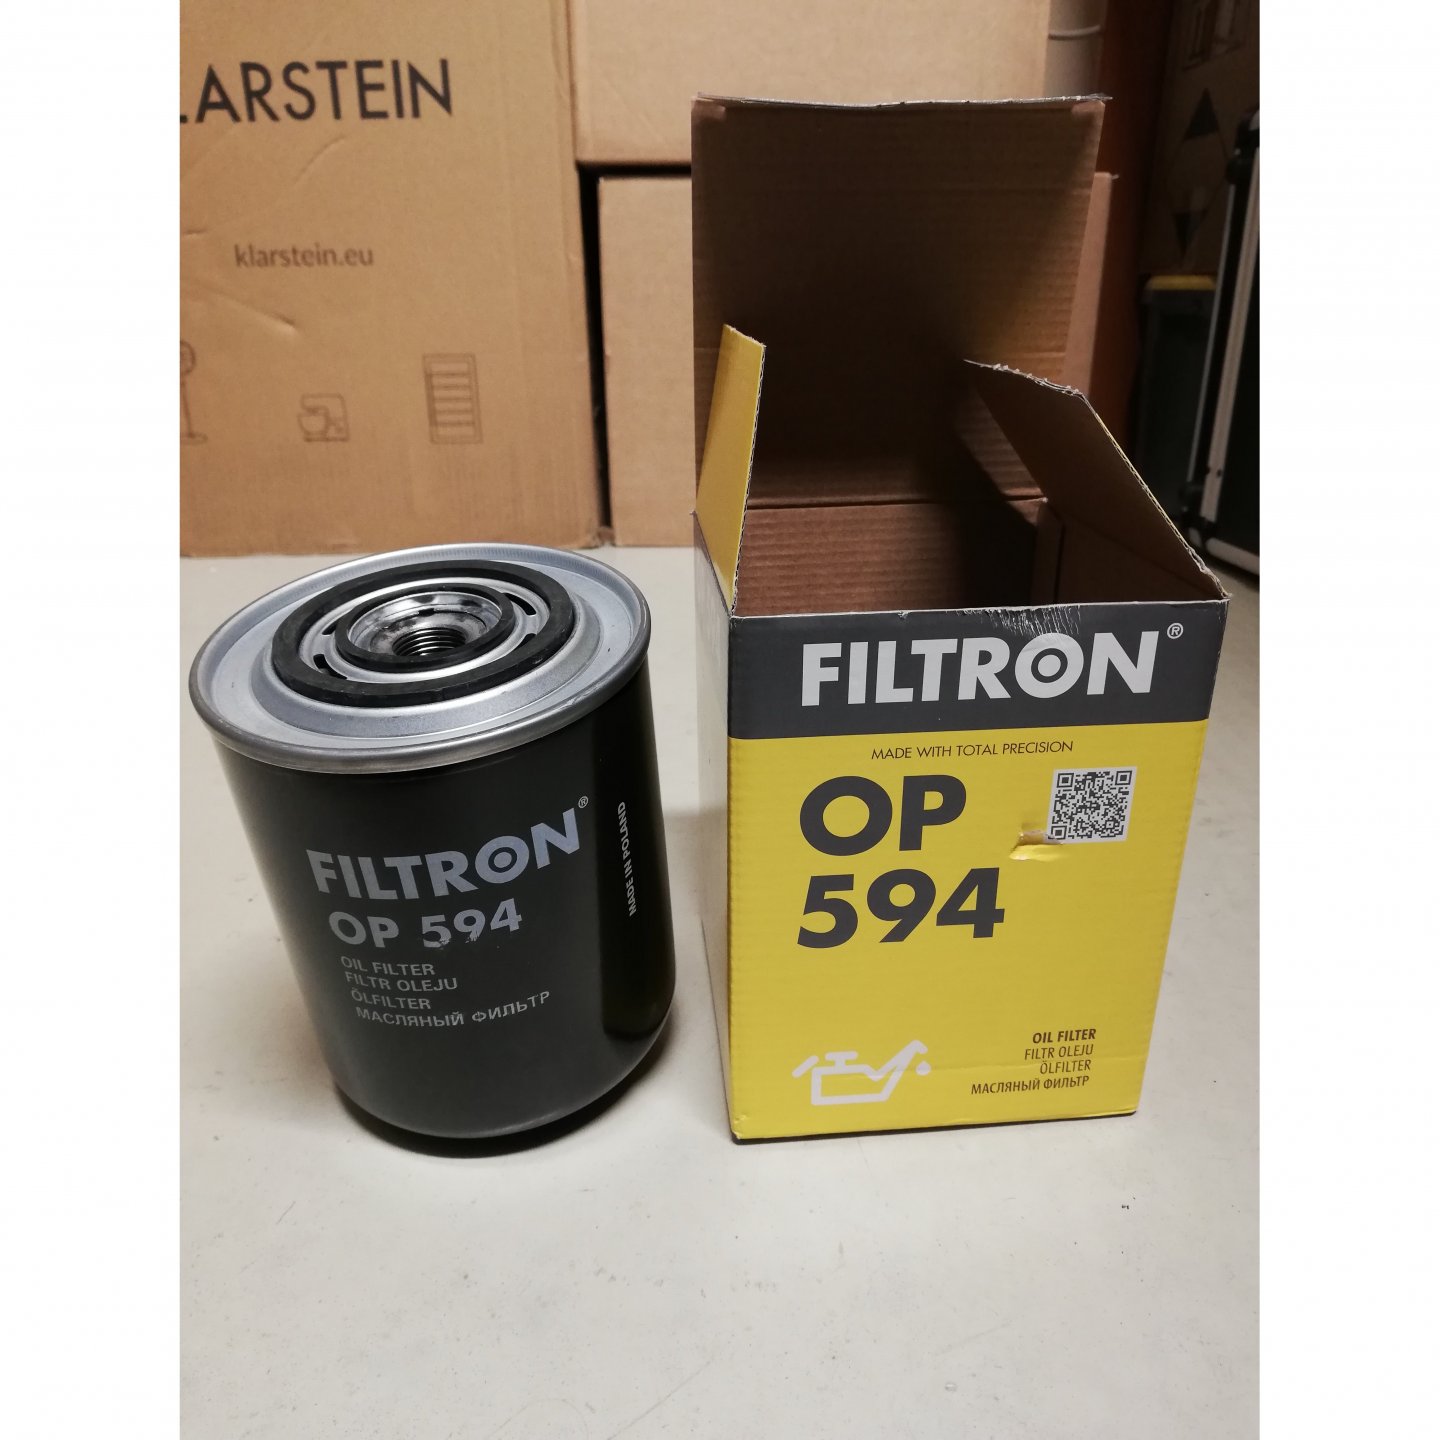 LARSTEIN
klarstein.eu
FILTRON®
OP 594
OIL FILTER
FILTR OLEJU
ÖLFILTER
МАСЛЯНЫЙ ФИЛЬТР
MADE IN POLAND
FILTRON®
MADE WITH TOTAL PRECISION
OP
594
OIL FILTER
FILTR OLEJU
ÖLFILTER
МАСЛЯНЫЙ ФИЛЬТР